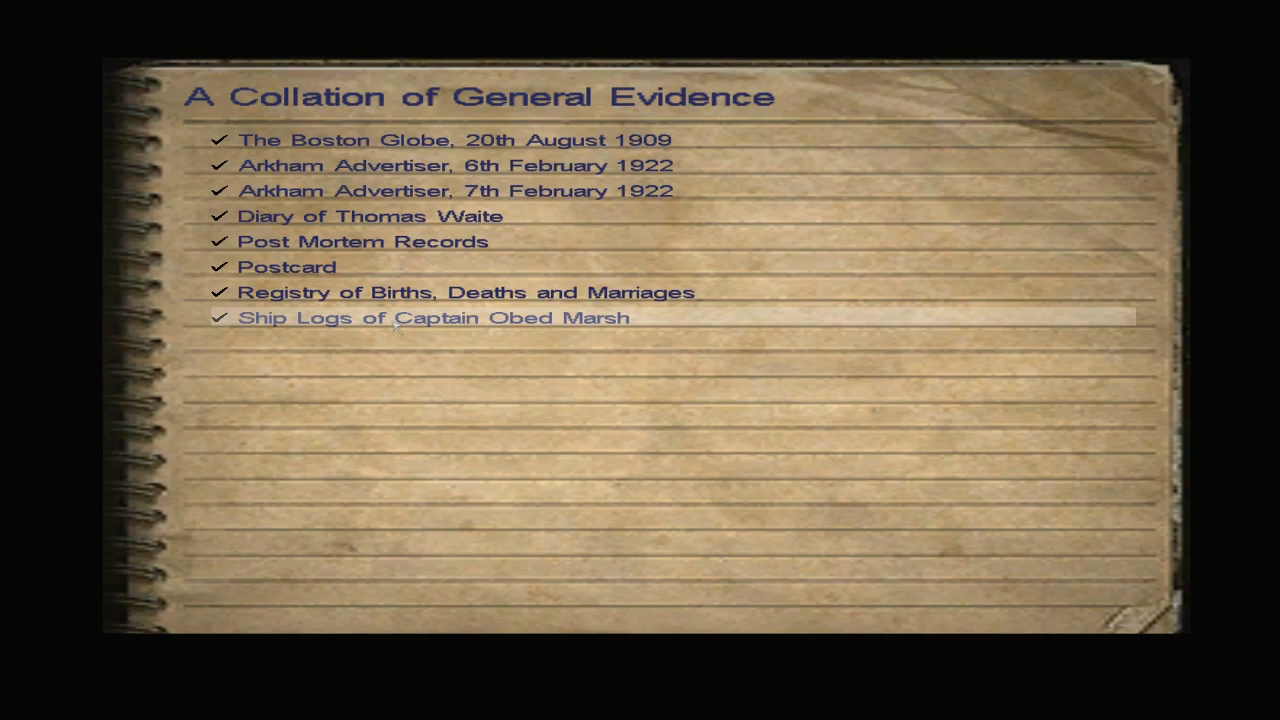 A Collation of General Evidence
The Boston Globe, 20th August 1909
Arkham Advertiser, 6th February 1922
Arkham Advertiser, 7th February 1922
Diary of Thomas Waite
Post Mortem Records
Postcard
Registry of Births, Deaths and Marriages
Ship Logs of Captain Obed Marsh